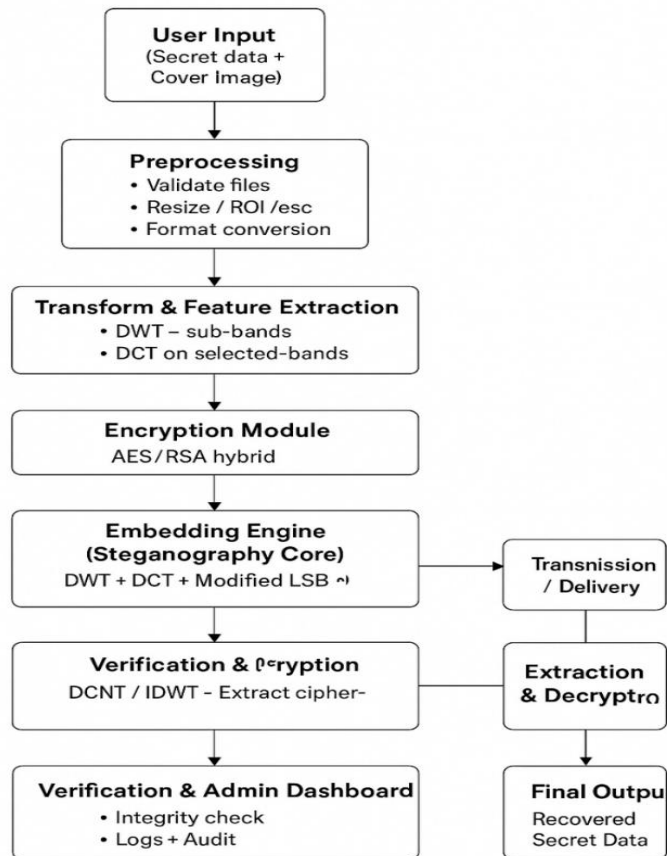 User Input
(Secret data +
Cover Image)
Preprocessing
• Validate files
• Resize / ROI /esc
• Format conversion
Transform & Feature Extraction
• DWT – sub-bands
• DCT on selected-bands
Encryption Module
AES/RSA hybrid
Embedding Engine
(Steganography Core)
DWT + DCT + Modified LSB
Transnission
/ Delivery
Verification &
DCNT / IDWT - Extract cipher-
Extraction
& Decryptro
Verification & Admin Dashboard
• Integrity check
• Logs + Audit
Final Outpu
Recovered
Secret Data